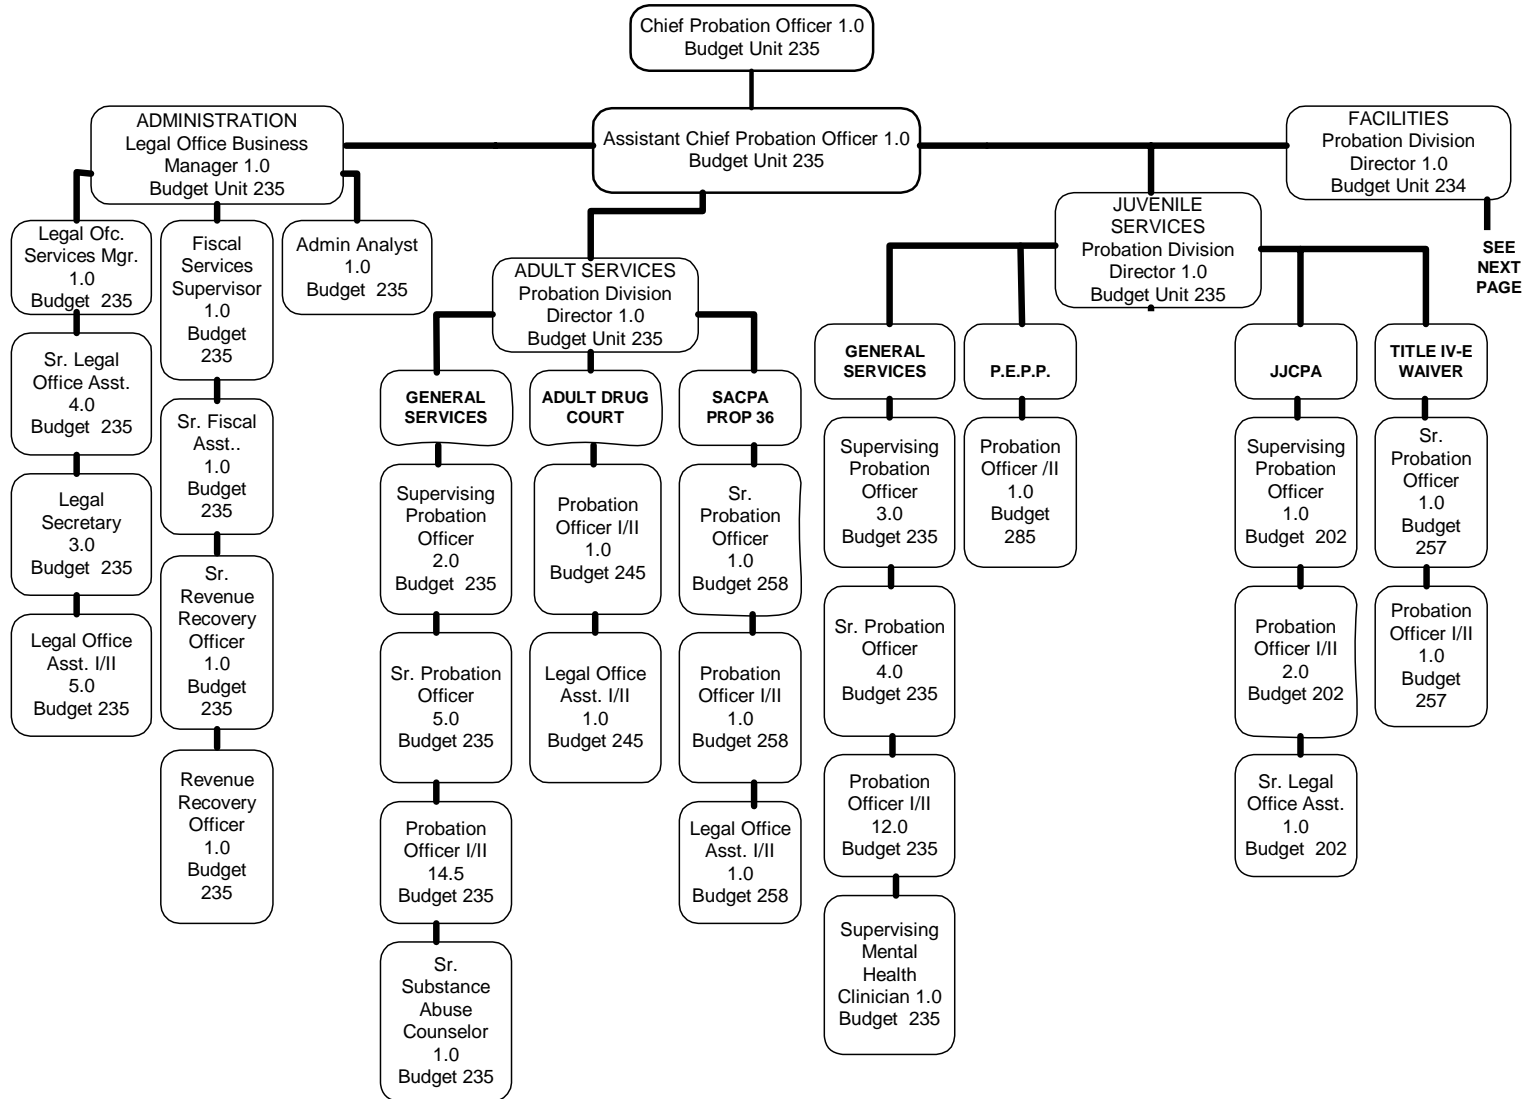 Chief Probation Officer 1.0
Budget Unit 235
ADMINISTRATION
Legal Office Business
Manager 1.0
Budget Unit 235
Assistant Chief Probation Officer 1.0
Budget Unit 235
FACILITIES
Probation Division
Director 1.0
Budget Unit 234
SEE
NEXT
PAGE
Legal Ofc.
Services Mgr.
1.0
Budget  235
Sr. Legal
Office Asst.
4.0
Budget  235
Legal
Secretary
3.0
Budget  235
Legal Office
Asst. I/II
5.0
Budget 235
Fiscal
Services
Supervisor
1.0
Budget
235
Sr. Fiscal
Asst..
1.0
Budget
235
Sr.
Revenue
Recovery
Officer
1.0
Budget
235
Revenue
Recovery
Officer
1.0
Budget
235
Admin Analyst
1.0
Budget  235
ADULT SERVICES
Probation Division
Director 1.0
Budget Unit 235
GENERAL
SERVICES
Supervising
Probation
Officer
2.0
Budget  235
Sr. Probation
Officer
5.0
Budget 235
Probation
Officer I/II
14.5
Budget 235
Sr.
Substance
Abuse
Counselor
1.0
Budget 235
ADULT DRUG
COURT
Probation
Officer I/II
1.0
Budget 245
Legal Office
Asst. I/II
1.0
Budget 245
SACPA
PROP 36
Sr.
Probation
Officer
1.0
Budget 258
Probation
Officer I/II
1.0
Budget 258
Legal Office
Asst. I/II
1.0
Budget 258
JUVENILE
SERVICES
Probation Division
Director 1.0
Budget Unit 235
GENERAL
SERVICES
Supervising
Probation
Officer
3.0
Budget 235
Sr. Probation
Officer
4.0
Budget 235
Probation
Officer I/II
12.0
Budget 235
Supervising
Mental
Health
Clinician 1.0
Budget  235
P.E.P.P.
Probation
Officer /II
1.0
Budget
285
JJCPA
Supervising
Probation
Officer
1.0
Budget 202
Probation
Officer I/II
2.0
Budget 202
Sr. Legal
Office Asst.
1.0
Budget  202
TITLE IV-E
WAIVER
Sr.
Probation
Officer
1.0
Budget
257
Probation
Officer I/II
1.0
Budget
257